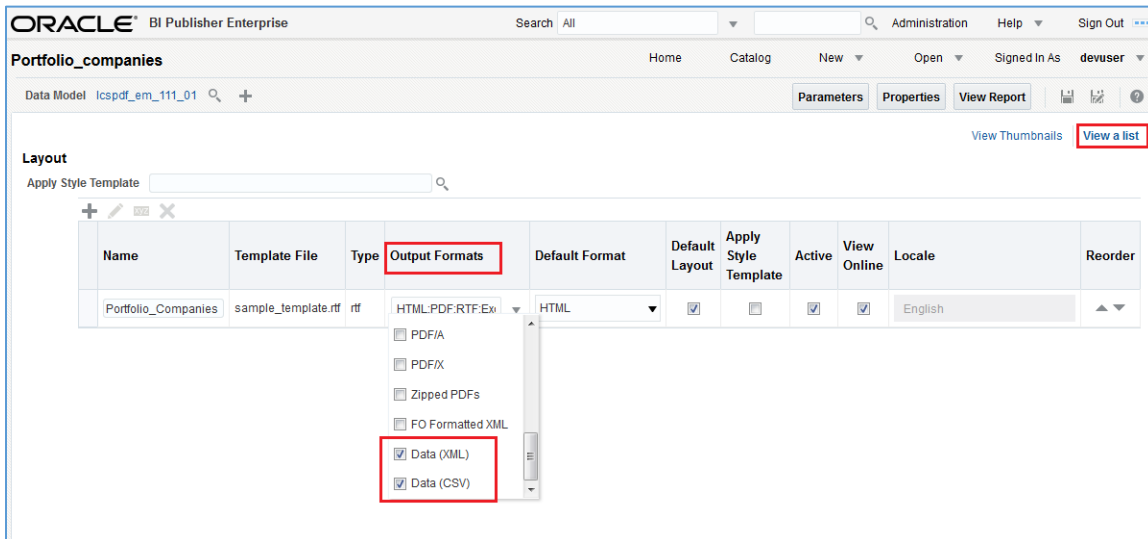 ORACLE® BI Publisher Enterprise Search All Administration Help Sign Out
Portfolio_companies Home Catalog New Open Signed In As devuser
Data Model lcspdf_em_111_01 Parameters Properties View Report
View Thumbnails View a list
Layout
Apply Style Template
Name Template File Type Output Formats Default Format Default Layout Apply Style Template Active View Online Locale Reorder
Portfolio_Companies sample_template.rtf rtf HTML;PDF;RTF;Exc HTML English
PDF/A
PDF/X
Zipped PDFs
FO Formatted XML
Data (XML)
Data (CSV)